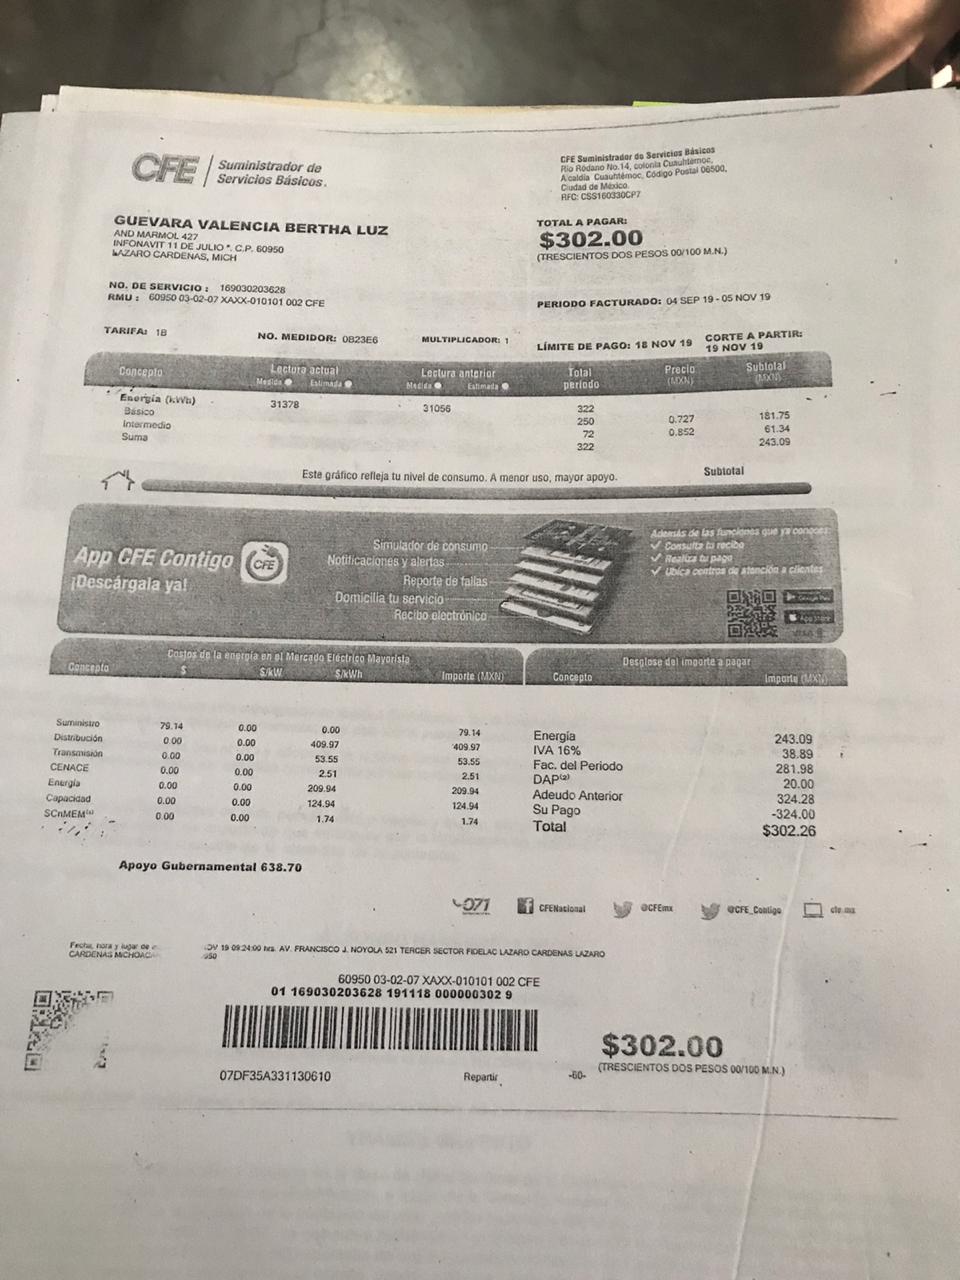 CFE Suministrador de
Servicios Básicos.
CFE Suministrador de Servicios Básicos
Río Ródano No.14, colonia Cuauhtémoc,
Alcaldía Cuauhtémoc, Código Postal 06500,
Ciudad de México.
RFC: CSS160330CP7
GUEVARA VALENCIA BERTHA LUZ
AND MARMOL 427
INFONAVIT 11 DE JULIO *. C.P. 60950
LAZARO CARDENAS, MICH
TOTAL A PAGAR:
$302.00
(TRESCIENTOS DOS PESOS 00/100 M.N.)
NO. DE SERVICIO : 169030203628
RMU : 60950 03-02-07 XAXX-010101 002 CFE
PERIODO FACTURADO: 04 SEP 19 - 05 NOV 19
TARIFA: 1B NO. MEDIDOR: 0823E6 MULTIPLICADOR: 1 LÍMITE DE PAGO: 18 NOV 19 CORTE A PARTIR:
19 NOV 19
Concepto Lectura actual Lectura anterior Total periodo Precio (MXN) Subtotal (MXN)
Medida Estimada Medida Estimada
Energía (kWh) 31378 31056 322
Básico 250 0.727 181.75
Intermedio 72 0.852 61.34
Suma 322 243.09
Este gráfico refleja tu nivel de consumo. A menor uso, mayor apoyo. Subtotal
App CFE Contigo CFE
¡Descárgala ya!
Simulador de consumo
Notificaciones y alertas
Reporte de fallas
Domicilia tu servicio
Recibo electrónico
Además de las funciones que ya conoces:
Consulta tu recibo
Realiza tu pago
Ubica centros de atención a clientes
Google Play
App Store
Costos de la energía en el Mercado Eléctrico Mayorista
Concepto $ $/kW $/kWh Importe (MXN)
Suministro 79.14 0.00 0.00 79.14
Distribución 0.00 0.00 409.97 409.97
Transmisión 0.00 0.00 53.55 53.55
CENACE 0.00 0.00 2.51 2.51
Energía 0.00 0.00 209.94 209.94
Capacidad 0.00 0.00 124.94 124.94
SCnMEM 0.00 0.00 1.74 1.74
Desglose del importe a pagar
Concepto Importe (MXN)
Energía 243.09
IVA 16% 38.89
Fac. del Periodo 281.98
DAP(2) 20.00
Adeudo Anterior 324.28
Su Pago -324.00
Total $302.26
Apoyo Gubernamental 638.70
071 CFENacional @CFEmx @CFE_Contigo cfe.mx
Fecha, hora y lugar de
CARDENAS MICHOACA
19 09:24:00 hrs. AV. FRANCISCO J. NOYOLA 521 TERCER SECTOR FIDELAC LAZARO CARDENAS LAZARO
60950 03-02-07 XAXX-010101 002 CFE
01 169030203628 191118 000000302 9
$302.00
(TRESCIENTOS DOS PESOS 00/100 M.N.)
07DF35A331130610 Repartir -60-